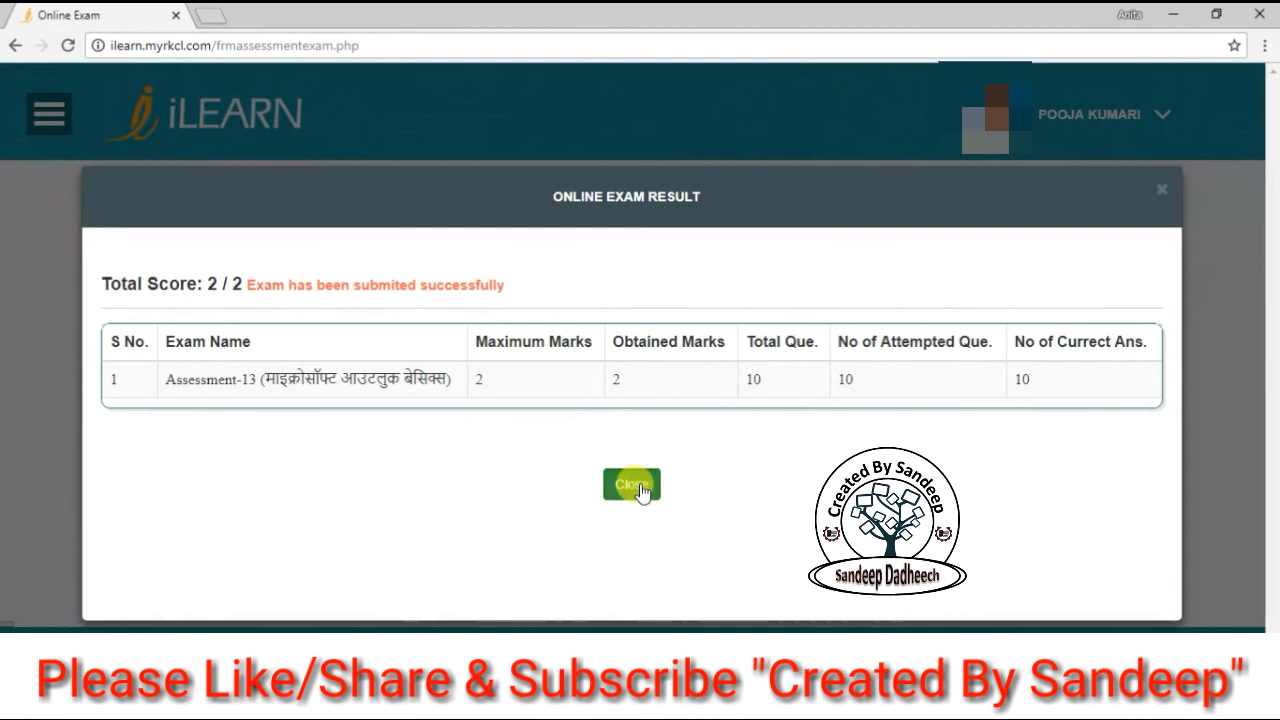 Online Exam
Anita
ilearn.myrkcl.com/frmassessmentexam.php
iLEARN
POOJA KUMARI
ONLINE EXAM RESULT
Total Score: 2 / 2 Exam has been submited successfully
S No. Exam Name Maximum Marks Obtained Marks Total Que. No of Attempted Que. No of Currect Ans.
1 Assessment-13 (माइक्रोसॉफ्ट आउटलुक बेसिक्स) 2 2 10 10 10
Close
Created By Sandeep
Sandeep Dadheech
Please Like/Share & Subscribe "Created By Sandeep"